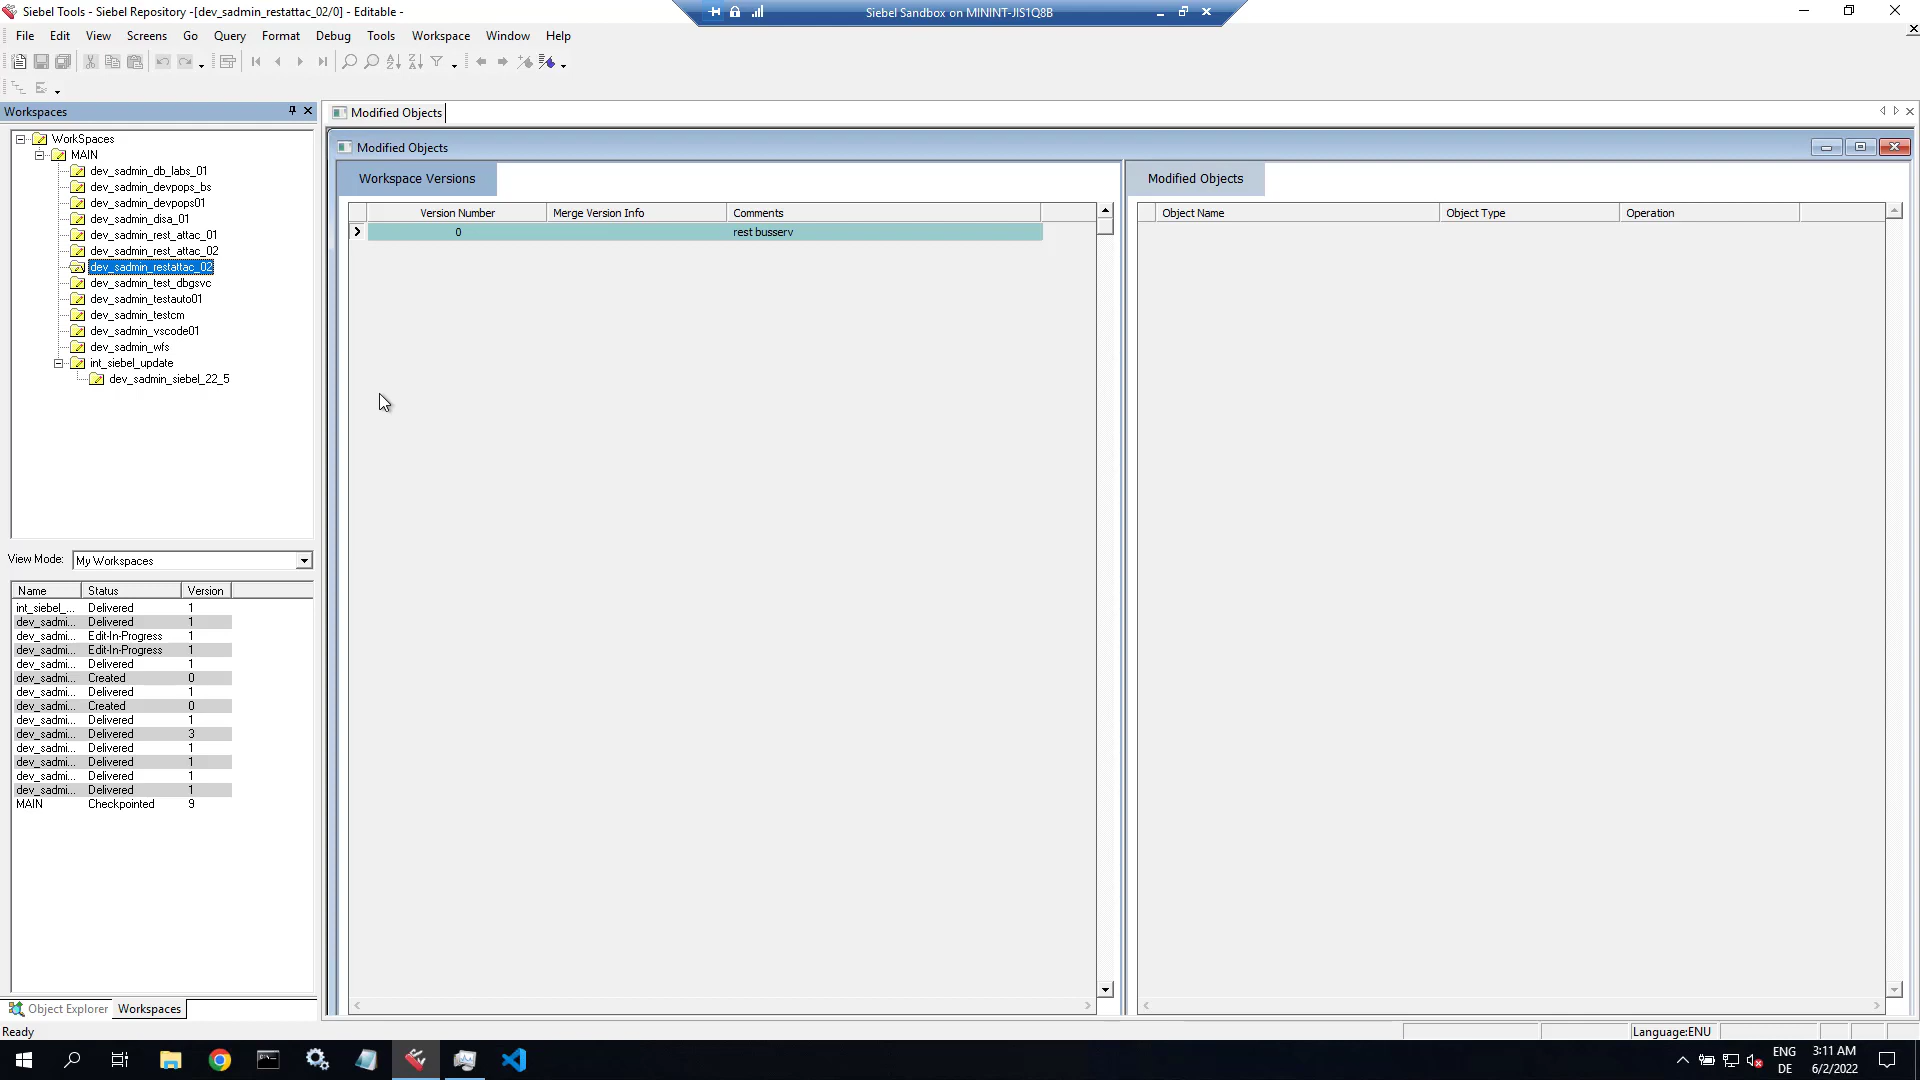 Siebel Tools - Siebel Repository -[dev_sadmin_restattac_02/0] - Editable -
Siebel Sandbox on MININT-JIS1Q8B
File Edit View Screens Go Query Format Debug Tools Workspace Window Help
Workspaces
Modified Objects
WorkSpaces
MAIN
dev_sadmin_db_labs_01
dev_sadmin_devpops_bs
dev_sadmin_devpops01
dev_sadmin_disa_01
dev_sadmin_rest_attac_01
dev_sadmin_rest_attac_02
dev_sadmin_restattac_02
dev_sadmin_test_dbgsvc
dev_sadmin_testauto01
dev_sadmin_testcm
dev_sadmin_vscode01
dev_sadmin_wfs
int_siebel_update
dev_sadmin_siebel_22_5
View Mode: My Workspaces
Name Status Version
int_siebel_... Delivered 1
dev_sadmi... Delivered 1
dev_sadmi... Edit-In-Progress 1
dev_sadmi... Edit-In-Progress 1
dev_sadmi... Delivered 1
dev_sadmi... Created 0
dev_sadmi... Delivered 1
dev_sadmi... Created 0
dev_sadmi... Delivered 1
dev_sadmi... Delivered 3
dev_sadmi... Delivered 1
dev_sadmi... Delivered 1
dev_sadmi... Delivered 1
dev_sadmi... Delivered 1
MAIN Checkpointed 9
Object Explorer Workspaces
Modified Objects
Workspace Versions
Version Number Merge Version Info Comments
0 rest busserv
Modified Objects
Object Name Object Type Operation
Ready
Language:ENU
ENG
DE
3:11 AM
6/2/2022